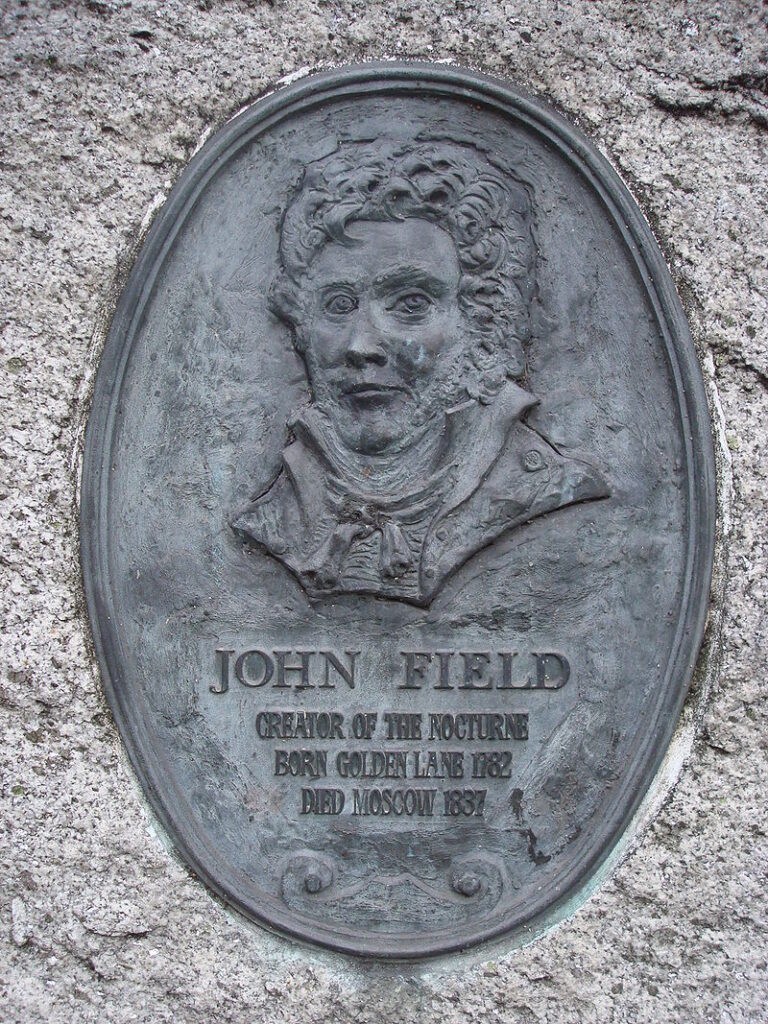 JOHN FIELD
CREATOR OF THE NOCTURNE
BORN GOLDEN LANE 1782
DIED MOSCOW 1837